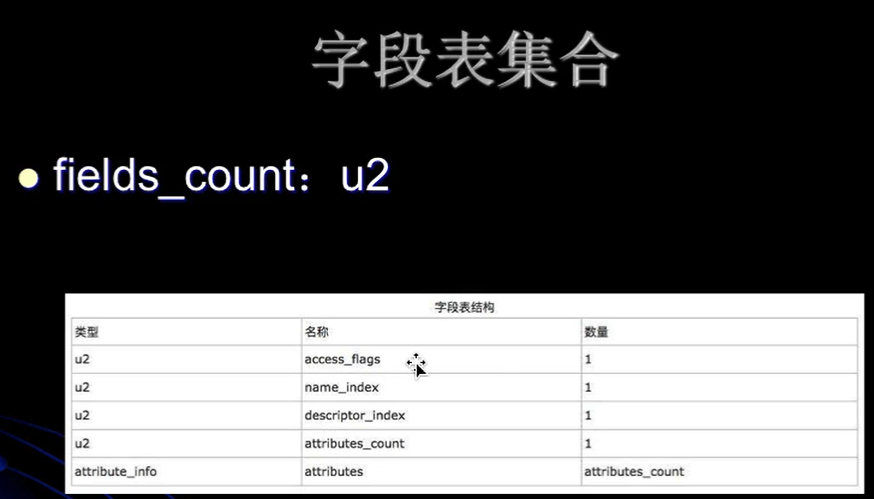 字段表集合
fields_count：u2
字段表结构
类型 名称 数量
u2 access_flags 1
u2 name_index 1
u2 descriptor_index 1
u2 attributes_count 1
attribute_info attributes attributes_count